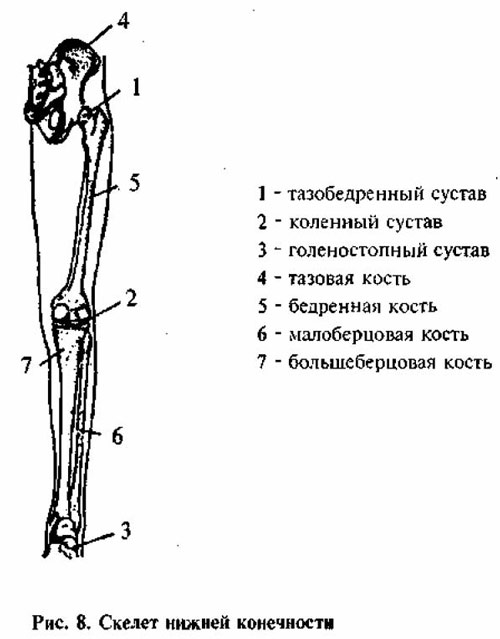 4
1
5
2
7
6
3
1 - тазобедренный сустав
2 - коленный сустав
3 - голеностопный сустав
4 - тазовая кость
5 - бедренная кость
6 - малоберцовая кость
7 - большеберцовая кость
Рис. 8. Скелет нижней конечности